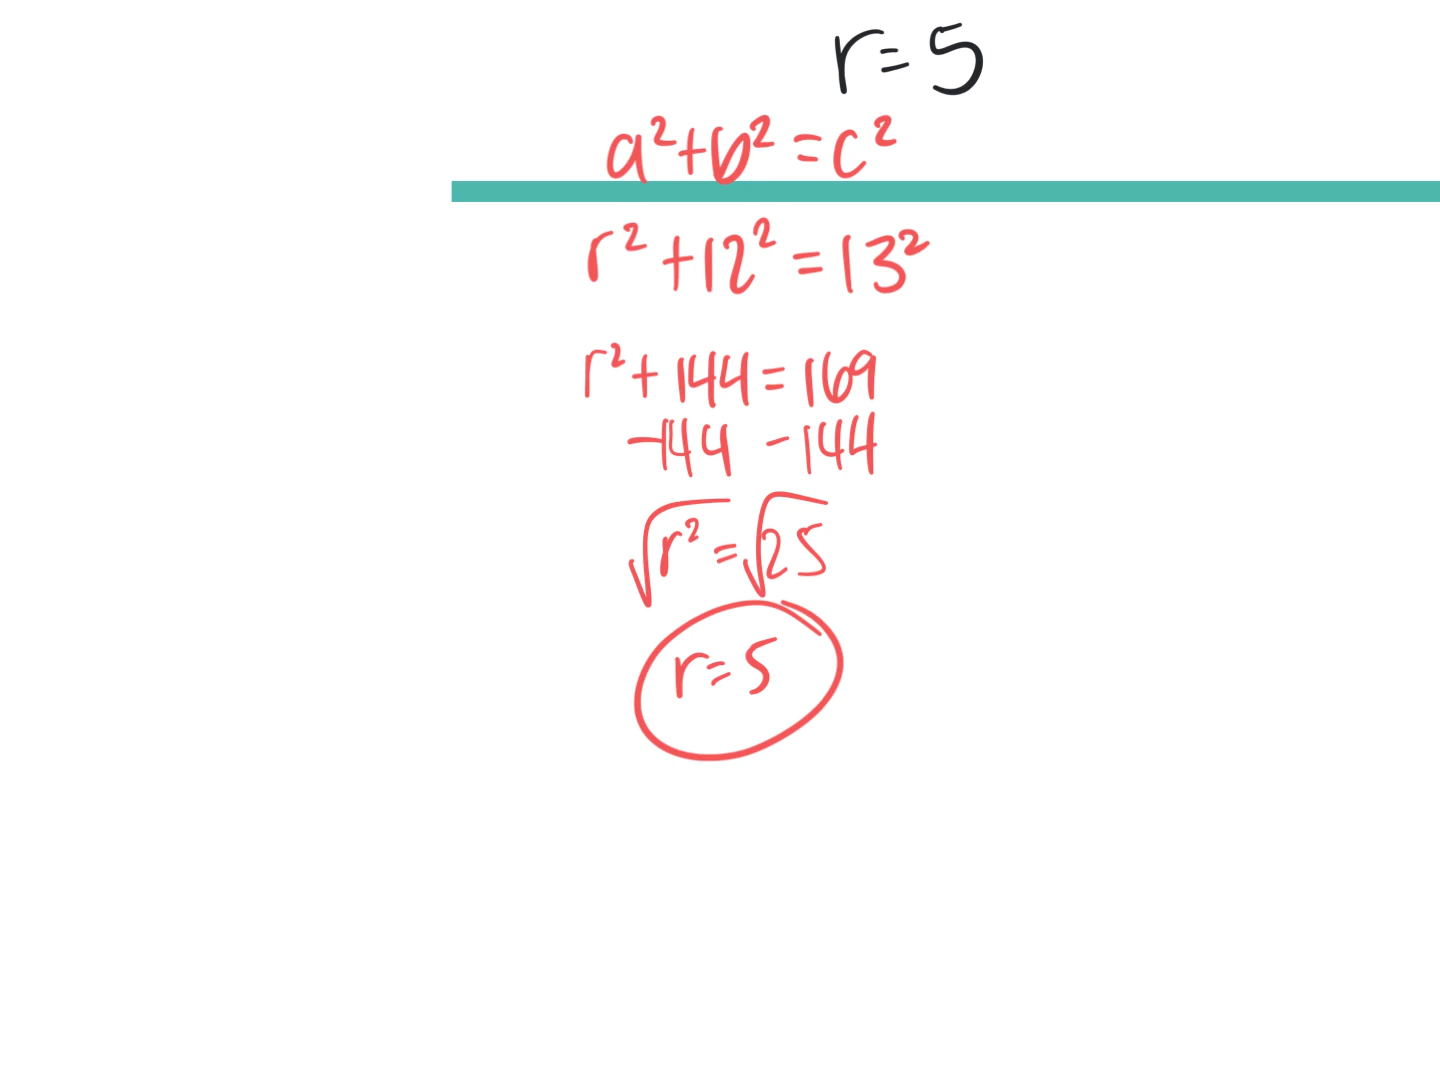 r = 5
a² + b² = c²
r² + 12² = 13²
r² + 144 = 169
-144 -144
√r² = √25
r = 5